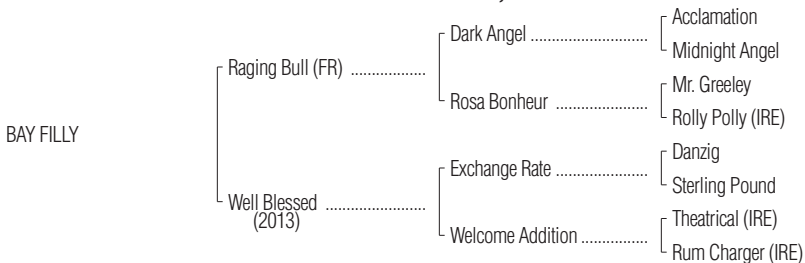 Acclamation
Dark Angel ............................
Midnight Angel
Raging Bull (FR) ..................
Mr. Greeley
Rosa Bonheur ......................
Rolly Polly (IRE)
BAY FILLY
Danzig
Exchange Rate ......................
Sterling Pound
Well Blessed ........................
(2013)
Theatrical (IRE)
Welcome Addition ................
Rum Charger (IRE)